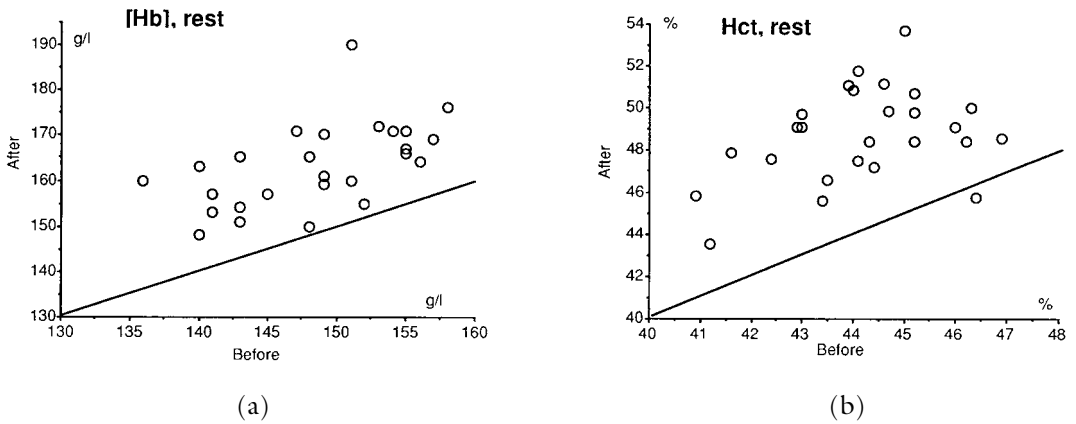 [Hb], rest
g/l
190
180
170
160
150
140
130
After
g/l
130 135 140 145 150 155 160
Before
(a)
Hct, rest
%
54
52
50
48
46
44
42
40
After
%
40 41 42 43 44 45 46 47 48
Before
(b)